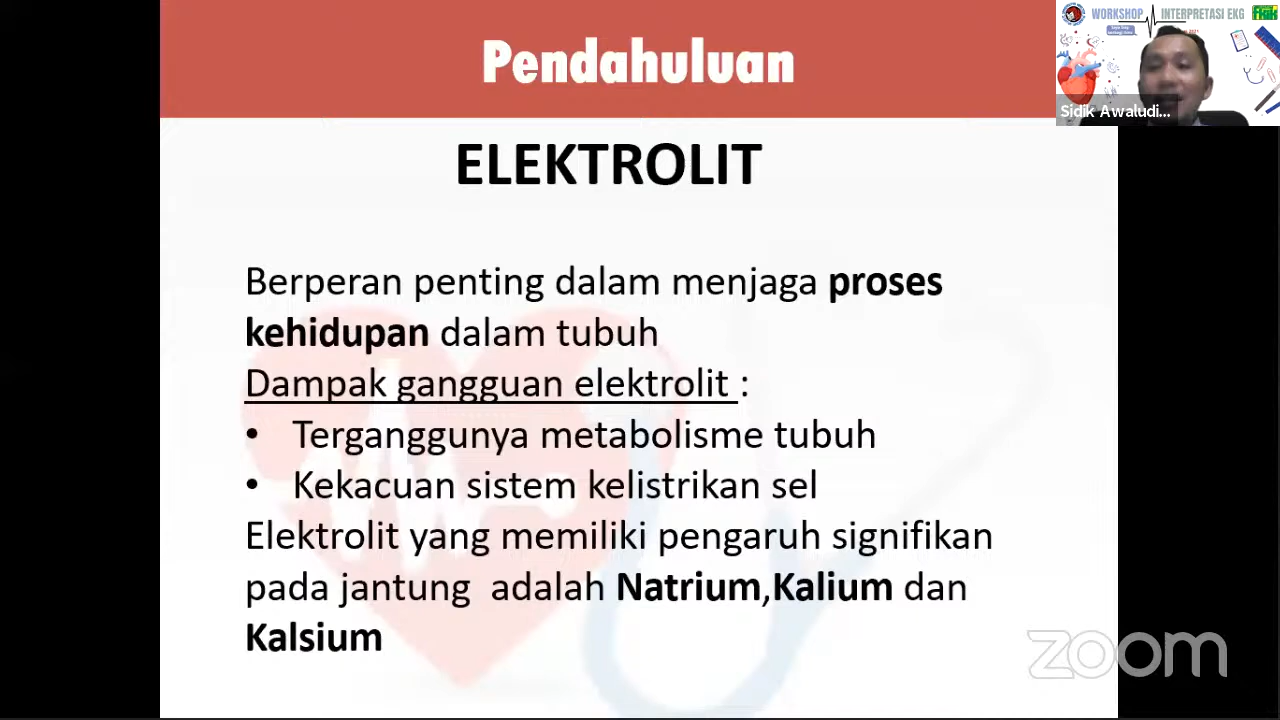 Pendahuluan
WORKSHOP INTERPRETASI EKG
Sidik Awaludi...
ELEKTROLIT
Berperan penting dalam menjaga proses
kehidupan dalam tubuh
Dampak gangguan elektrolit :
• Terganggunya metabolisme tubuh
• Kekacuan sistem kelistrikan sel
Elektrolit yang memiliki pengaruh signifikan
pada jantung adalah Natrium,Kalium dan
Kalsium
zoom